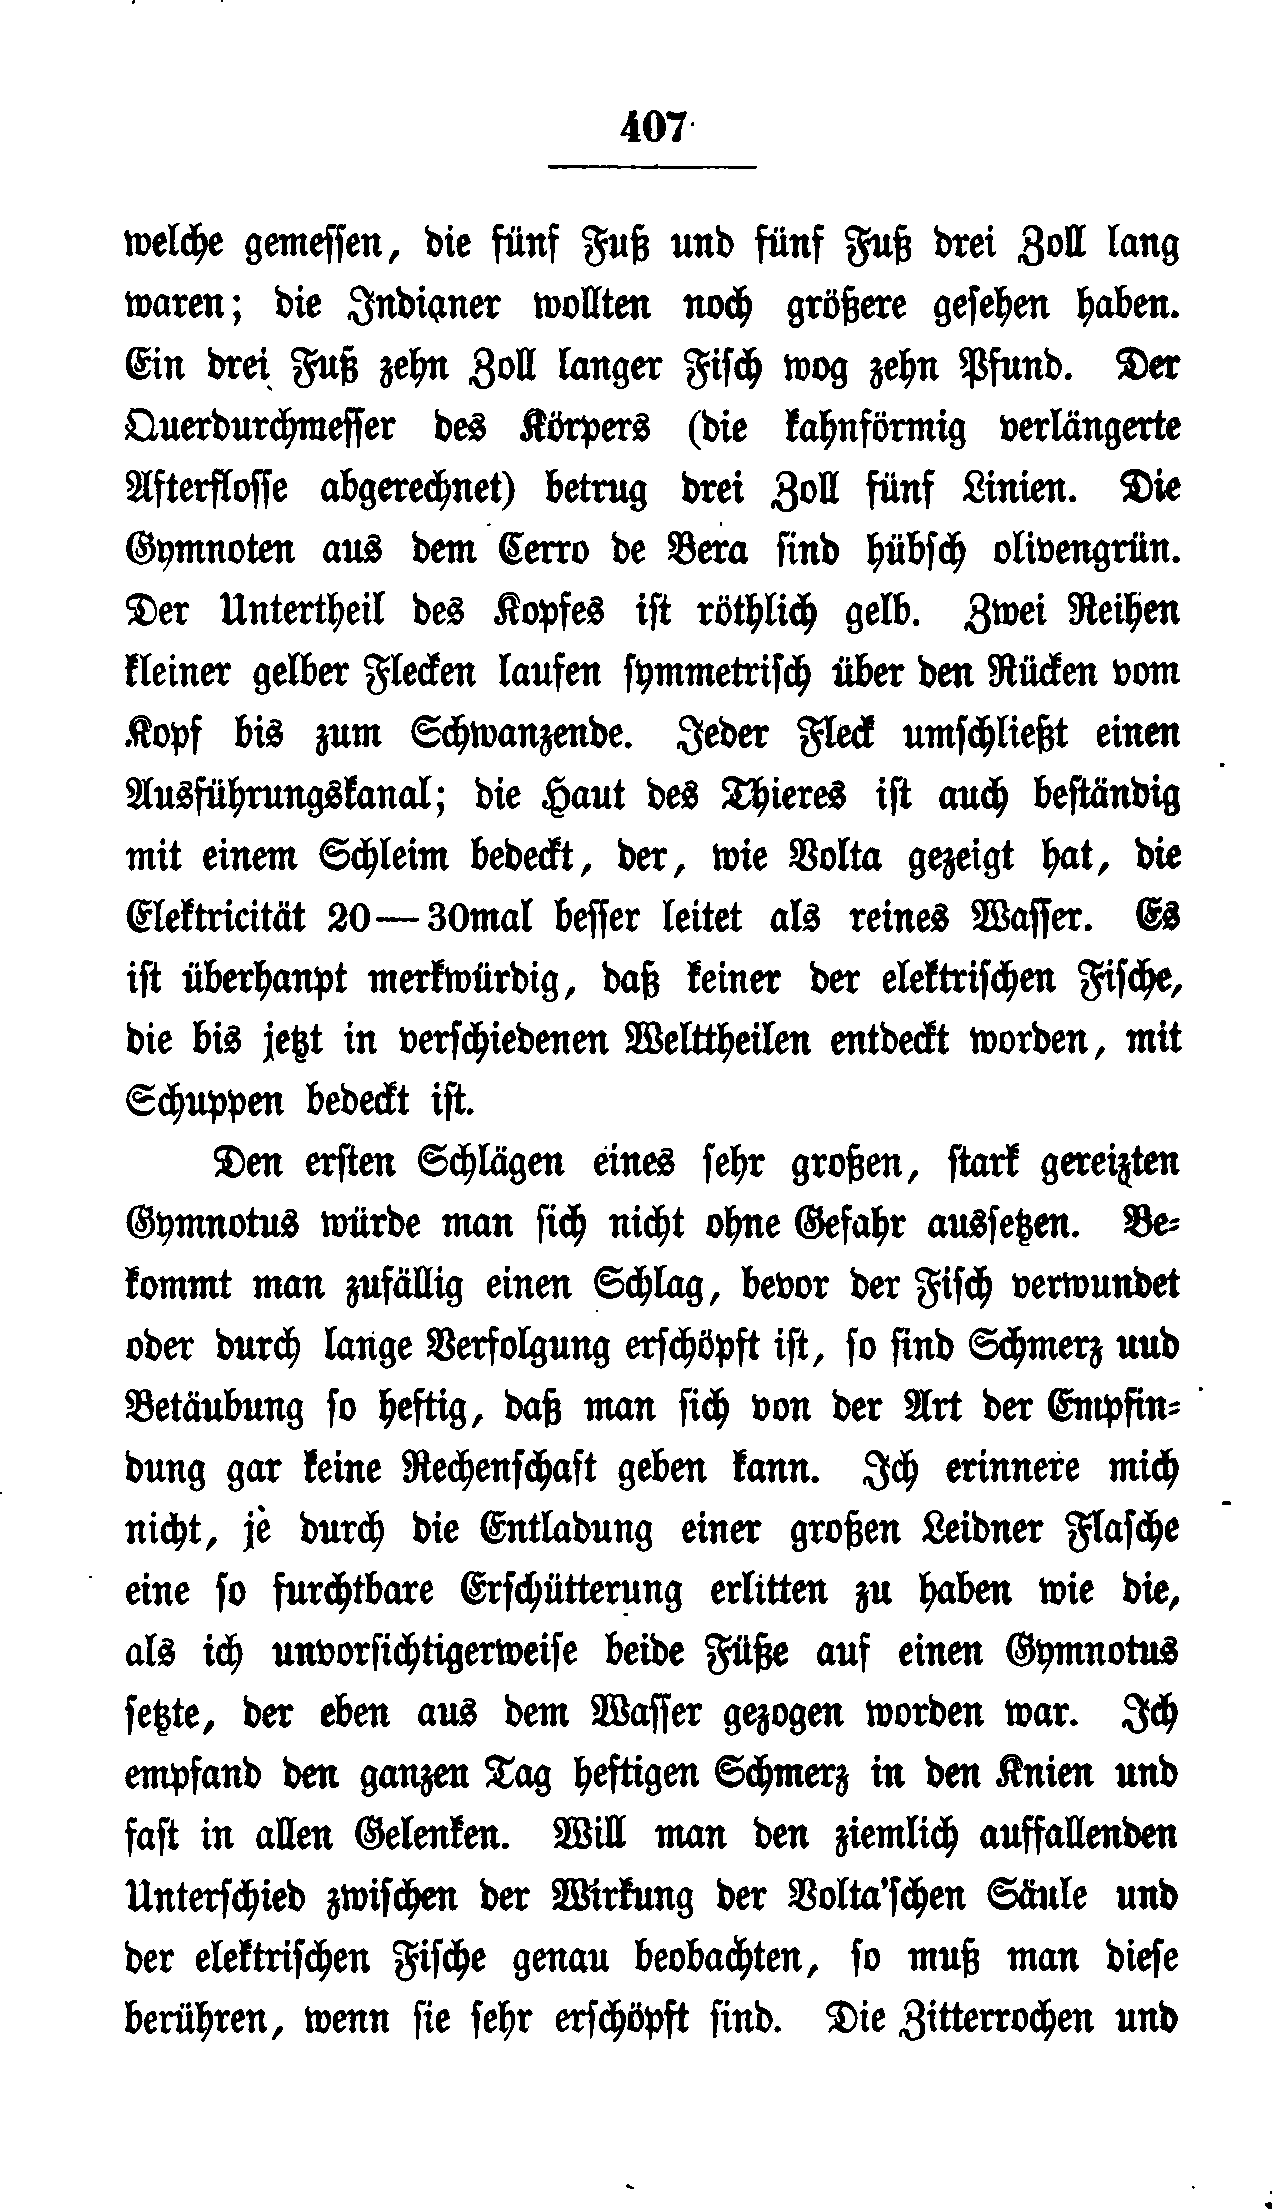 407
welche gemessen, die fünf Fuß und fünf Fuß drei Zoll lang
waren; die Indianer wollten noch größere gesehen haben.
Ein drei Fuß zehn Zoll langer Fisch wog zehn Pfund. Der
Querdurchmesser des Körpers (die kahnförmig verlängerte
Afterflosse abgerechnet) betrug drei Zoll fünf Linien. Die
Gymnoten aus dem Cerro de Vera sind hübsch olivengrün.
Der Untertheil des Kopfes ist röthlich gelb. Zwei Reihen
kleiner gelber Flecken laufen symmetrisch über den Rücken vom
Kopf bis zum Schwanzende. Jeder Fleck umschließt einen
Ausführungskanal; die Haut des Thieres ist auch beständig
mit einem Schleim bedeckt, der, wie Volta gezeigt hat, die
Elektricität 20—30mal besser leitet als reines Wasser. Es
ist überhanpt merkwürdig, daß keiner der elektrischen Fische,
die bis jetzt in verschiedenen Welttheilen entdeckt worden, mit
Schuppen bedeckt ist.
Den ersten Schlägen eines sehr großen, stark gereizten
Gymnotus würde man sich nicht ohne Gefahr aussetzen. Be-
kommt man zufällig einen Schlag, bevor der Fisch verwundet
oder durch lange Verfolgung erschöpft ist, so sind Schmerz uud
Betäubung so heftig, daß man sich von der Art der Empfin-
dung gar keine Rechenschaft geben kann. Ich erinnere mich
nicht, je durch die Entladung einer großen Leidner Flasche
eine so furchtbare Erschütterung erlitten zu haben wie die,
als ich unvorsichtigerweise beide Füße auf einen Gymnotus
setzte, der eben aus dem Wasser gezogen worden war. Ich
empfand den ganzen Tag heftigen Schmerz in den Knien und
fast in allen Gelenken. Will man den ziemlich auffallenden
Unterschied zwischen der Wirkung der Volta'schen Säule und
der elektrischen Fische genau beobachten, so muß man diese
berühren, wenn sie sehr erschöpft sind. Die Zitterrochen und